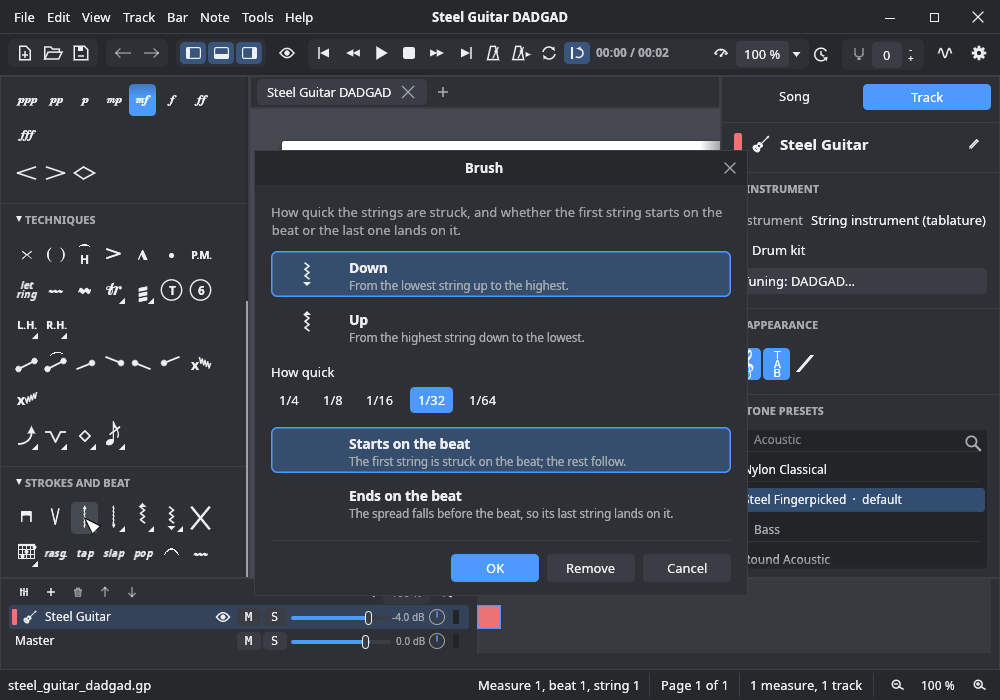 File Edit View Track Bar Note Tools Help
Steel Guitar DADGAD
00:00 / 00:02
100 %
0
ppp pp p mp mf f ff
fff
Steel Guitar DADGAD
Song
Track
Steel Guitar
TECHNIQUES
H
P.M.
let ring
tr
T
6
L.H. R.H.
STROKES AND BEAT
rasg. tap slap pop
Brush
How quick the strings are struck, and whether the first string starts on the
beat or the last one lands on it.
Down
From the lowest string up to the highest.
Up
From the highest string down to the lowest.
How quick
1/4 1/8 1/16 1/32 1/64
Starts on the beat
The first string is struck on the beat; the rest follow.
Ends on the beat
The spread falls before the beat, so its last string lands on it.
OK
Remove
Cancel
INSTRUMENT
strument String instrument (tablature)
Drum kit
uning: DADGAD...
APPEARANCE
TAB
TONE PRESETS
Acoustic
Nylon Classical
Steel Fingerpicked · default
Bass
Round Acoustic
Steel Guitar
M S
-4.0 dB
Master
M S
0.0 dB
steel_guitar_dadgad.gp
Measure 1, beat 1, string 1
Page 1 of 1
1 measure, 1 track
100 %